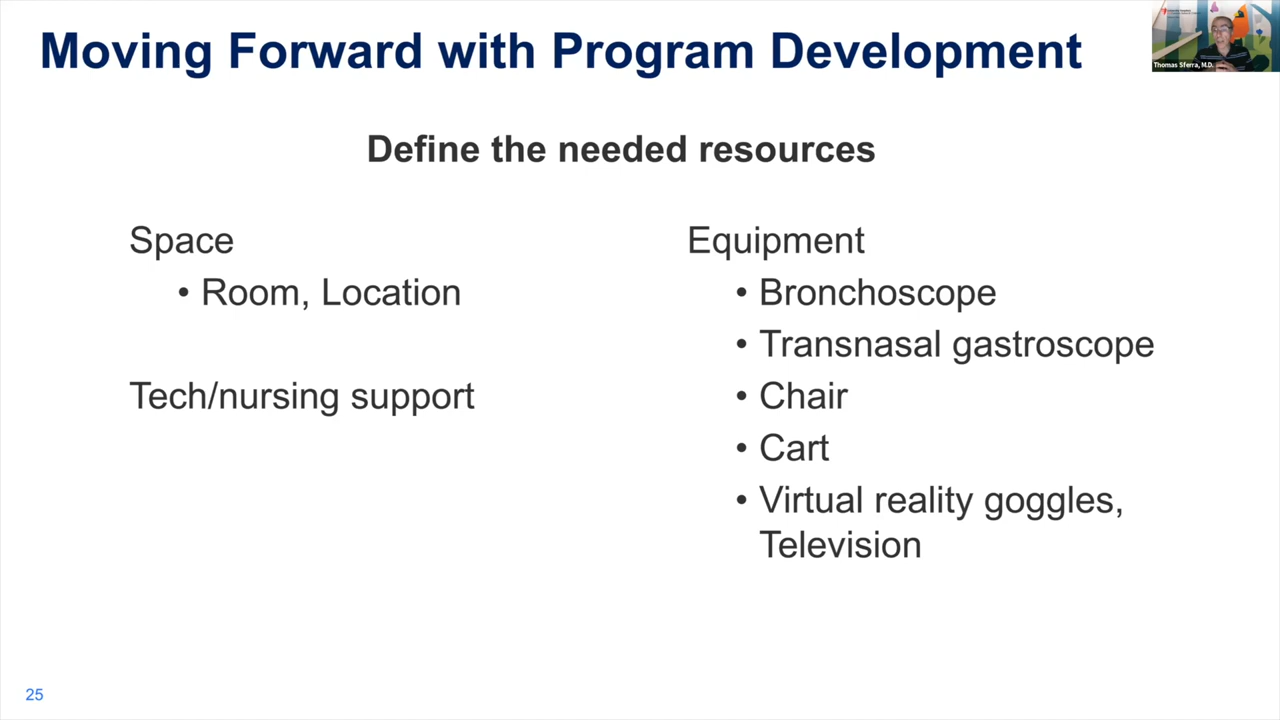 Moving Forward with Program Development
Thomas Sferra, M.D.
Define the needed resources
Space
• Room, Location
Tech/nursing support
Equipment
• Bronchoscope
• Transnasal gastroscope
• Chair
• Cart
• Virtual reality goggles,
Television
25